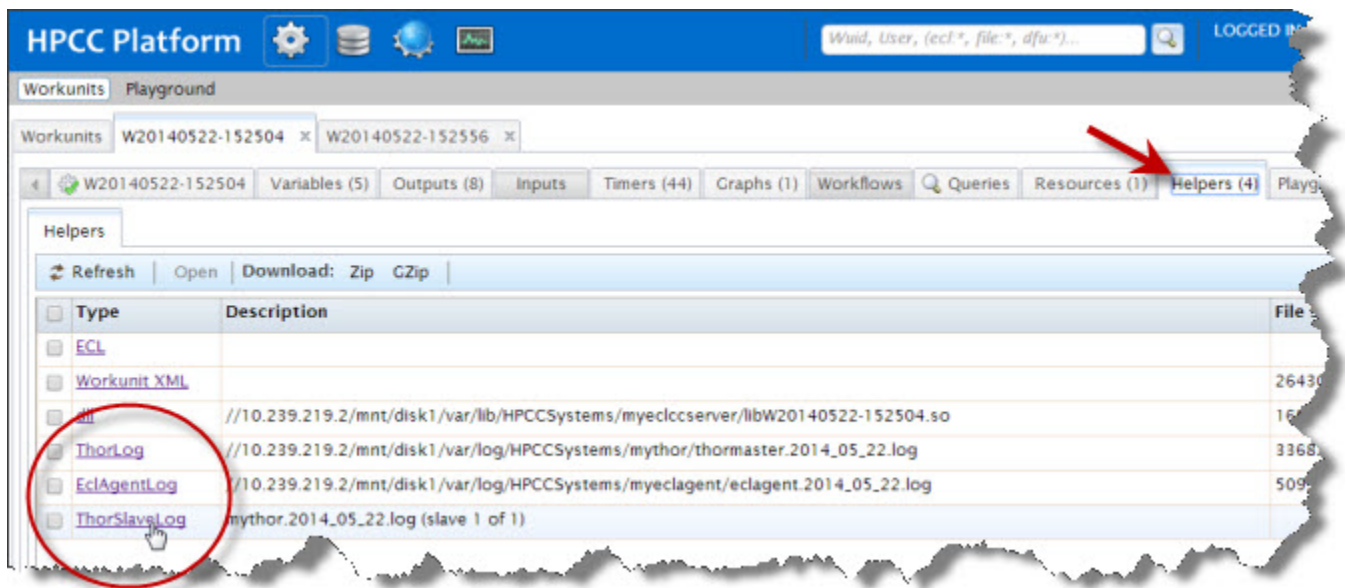 HPCC Platform Wuid, User, (ecl:*, file:*, dfu:*)... LOGGED IN
Workunits Playground
Workunits W20140522-152504 x W20140522-152556 x
W20140522-152504 Variables (5) Outputs (8) Inputs Timers (44) Graphs (1) Workflows Queries Resources (1) Helpers (4)
Helpers
Refresh Open Download: Zip GZip
Type Description File
ECL
Workunit XML 2643
dll //10.239.219.2/mnt/disk1/var/lib/HPCCSystems/myeclccserver/libW20140522-152504.so
ThorLog //10.239.219.2/mnt/disk1/var/log/HPCCSystems/mythor/thormaster.2014_05_22.log 3368
EclAgentLog //10.239.219.2/mnt/disk1/var/log/HPCCSystems/myeclagent/eclagent.2014_05_22.log 509
ThorSlaveLog mythor.2014_05_22.log (slave 1 of 1)